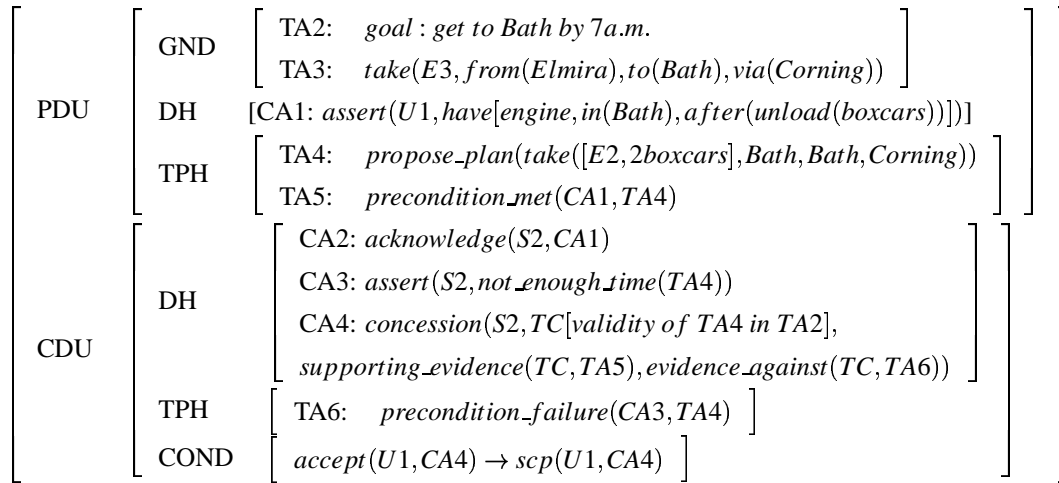 PDU
GND
TA2: goal : get to Bath by 7a.m.
TA3: take(E3, from(Elmira), to(Bath), via(Corning))
DH [CA1: assert(U1, have[engine, in(Bath), after(unload(boxcars))])]
TPH
TA4: propose_plan(take([E2, 2boxcars], Bath, Bath, Corning))
TA5: precondition_met(CA1, TA4)
CDU
DH
CA2: acknowledge(S2, CA1)
CA3: assert(S2, not_enough_time(TA4))
CA4: concession(S2, TC[validity of TA4 in TA2],
supporting_evidence(TC, TA5), evidence_against(TC, TA6))
TPH [ TA6: precondition_failure(CA3, TA4) ]
COND [ accept(U1, CA4) → scp(U1, CA4) ]